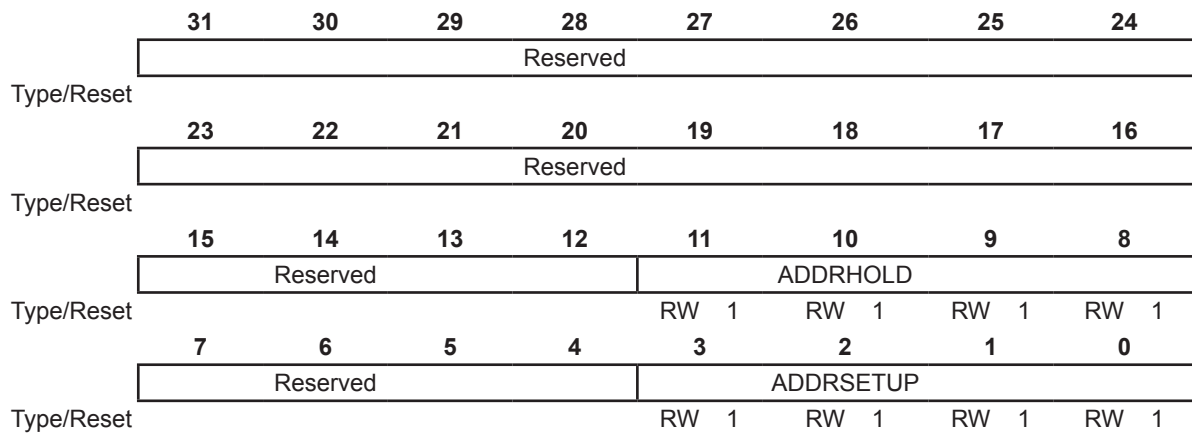 31 30 29 28 27 26 25 24
Reserved
Type/Reset
23 22 21 20 19 18 17 16
Reserved
Type/Reset
15 14 13 12 11 10 9 8
Reserved ADDRHOLD
Type/Reset RW 1 RW 1 RW 1 RW 1
7 6 5 4 3 2 1 0
Reserved ADDRSETUP
Type/Reset RW 1 RW 1 RW 1 RW 1